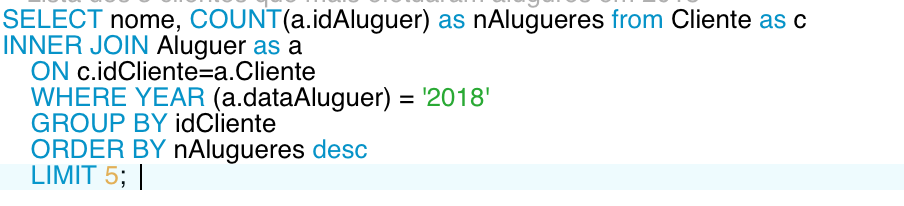 SELECT nome, COUNT(a.idAluguer) as nAlugueres from Cliente as c
INNER JOIN Aluguer as a
ON c.idCliente=a.Cliente
WHERE YEAR (a.dataAluguer) = '2018'
GROUP BY idCliente
ORDER BY nAlugueres desc
LIMIT 5;